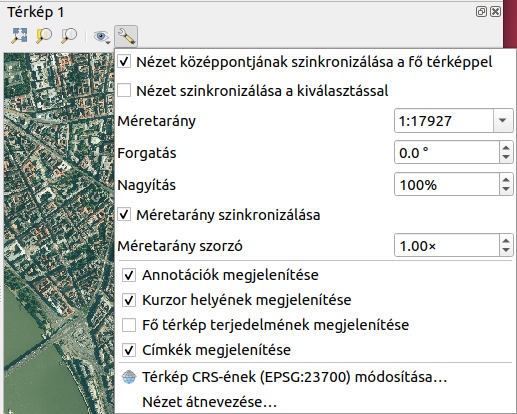 Térkép 1
Nézet középpontjának szinkronizálása a fő térképpel
Nézet szinkronizálása a kiválasztással
Méretarány 1:17927
Forgatás 0.0 °
Nagyítás 100%
Méretarány szinkronizálása
Méretarány szorzó 1.00×
Annotációk megjelenítése
Kurzor helyének megjelenítése
Fő térkép terjedelmének megjelenítése
Címkék megjelenítése
Térkép CRS-ének (EPSG:23700) módosítása…
Nézet átnevezése…